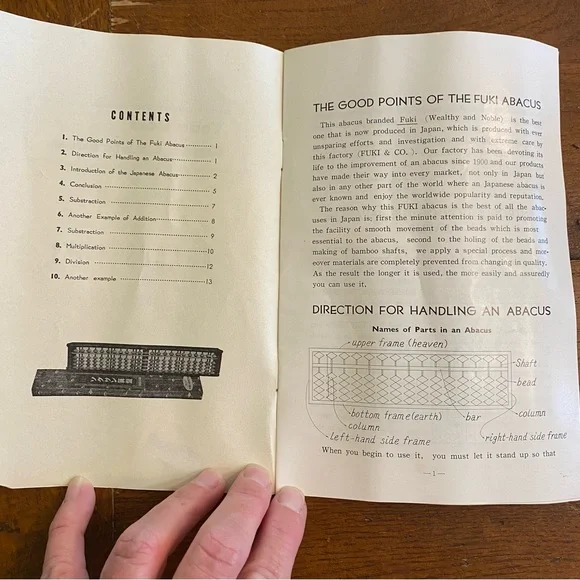 CONTENTS
1. The Good Points of The Fuki Abacus 1
2. Direction for Handling an Abacus 1
3. Introduction of the Japanese Abacus 2
4. Conclusion 5
5. Substraction 7
6. Another Example of Addition 8
7. Substraction 9
8. Multiplication 10
9. Division 12
10. Another example 13
THE GOOD POINTS OF THE FUKI ABACUS
This abacus branded Fuki (Wealthy and Noble) is the best
one that is now produced in Japan, which is produced with ever
unsparing efforts and investigation and with extreme care by
this factory (FUKI & CO.). Our factory has been devoting its
life to the improvement of an abacus since 1900 and our products
have made their way into every market, not only in Japan but
also in any other part of the world where an Japanese abacus is
ever known and enjoy the worldwide popularity and reputation.
The reason why this FUKI abacus is the best of all the abac-
uses in Japan is; first the minute attention is paid to promoting
the facility of smooth movement of the beads which is most
essential to the abacus, second to the holing of the beads and
making of bamboo shafts, we apply a special process and mor-
eover materials are completely prevented from changing in quality.
As the result the longer it is used, the more easily and assuredly
you can use it.
DIRECTION FOR HANDLING AN ABACUS
Names of Parts in an Abacus
upper frame (heaven)
Shaft
bead
column
bottom frame (earth)
bar
column
left-hand side frame
right-hand side frame
When you begin to use it, you must let it stand up so that
—1—